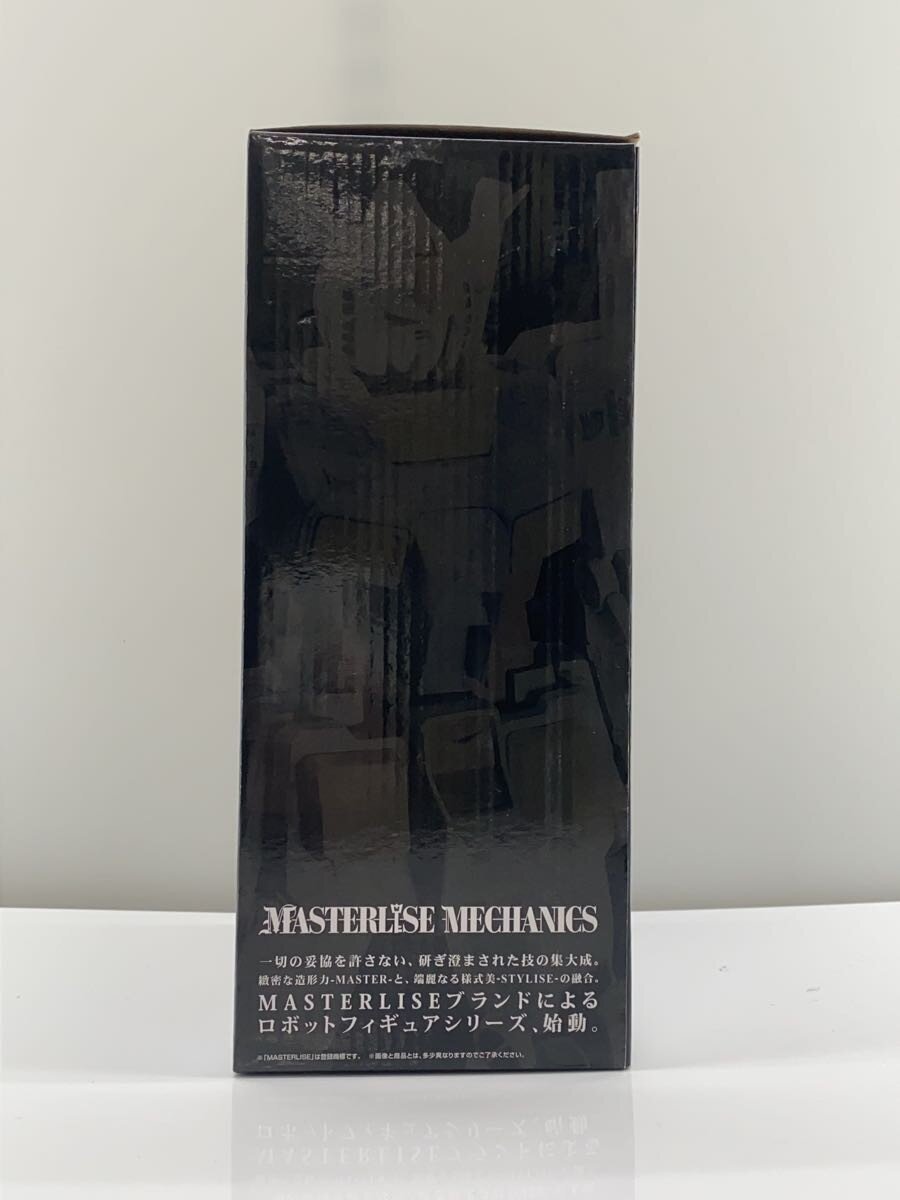 MASTERLISE MECHANICS
一切の妥協を許さない、研ぎ澄まされた技の集大成。
緻密な造形力-MASTER-と、端麗なる様式美-STYLISE-の融合。
MASTERLISEブランドによる
ロボットフィギュアシリーズ、始動。
※「MASTERLISE」は登録商標です。 ※画像と商品とは、多少異なりますのでご了承ください。